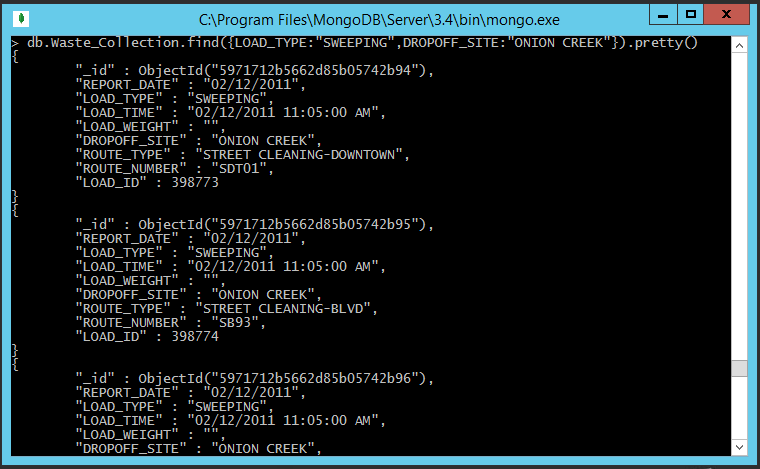 C:\Program Files\MongoDB\Server\3.4\bin\mongo.exe
> db.Waste_Collection.find({LOAD_TYPE:"SWEEPING",DROPOFF_SITE:"ONION CREEK"}).pretty()
{
"_id" : ObjectId("5971712b5662d85b05742b94"),
"REPORT_DATE" : "02/12/2011",
"LOAD_TYPE" : "SWEEPING",
"LOAD_TIME" : "02/12/2011 11:05:00 AM",
"LOAD_WEIGHT" : "",
"DROPOFF_SITE" : "ONION CREEK",
"ROUTE_TYPE" : "STREET CLEANING-DOWNTOWN",
"ROUTE_NUMBER" : "SDT01",
"LOAD_ID" : 398773
}
{
"_id" : ObjectId("5971712b5662d85b05742b95"),
"REPORT_DATE" : "02/12/2011",
"LOAD_TYPE" : "SWEEPING",
"LOAD_TIME" : "02/12/2011 11:05:00 AM",
"LOAD_WEIGHT" : "",
"DROPOFF_SITE" : "ONION CREEK",
"ROUTE_TYPE" : "STREET CLEANING-BLVD",
"ROUTE_NUMBER" : "SB93",
"LOAD_ID" : 398774
}
{
"_id" : ObjectId("5971712b5662d85b05742b96"),
"REPORT_DATE" : "02/12/2011",
"LOAD_TYPE" : "SWEEPING",
"LOAD_TIME" : "02/12/2011 11:05:00 AM",
"LOAD_WEIGHT" : "",
"DROPOFF_SITE" : "ONION CREEK",